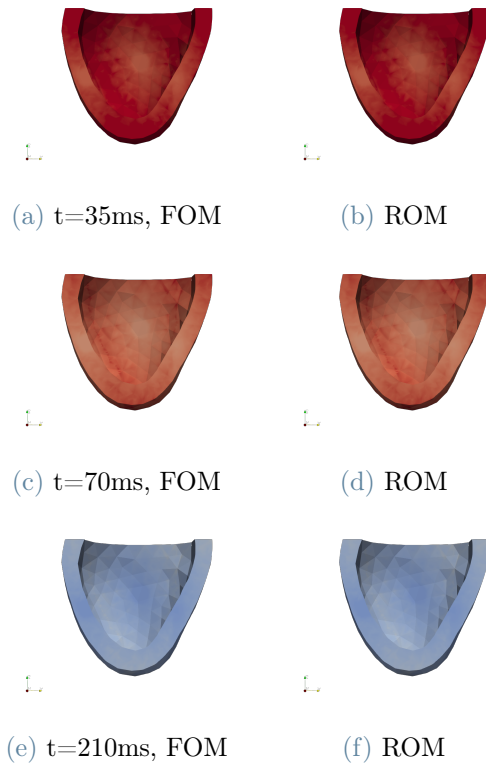 (a) t=35ms, FOM
(b) ROM
(c) t=70ms, FOM
(d) ROM
(e) t=210ms, FOM
(f) ROM